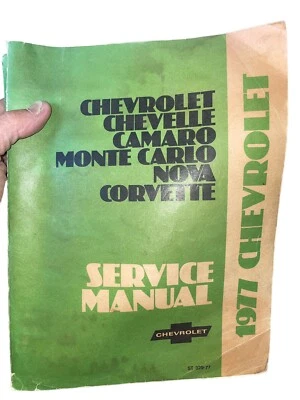 CHEVROLET
CHEVELLE
CAMARO
MONTE CARLO
NOVA
CORVETTE
SERVICE
MANUAL
CHEVROLET
1977 CHEVROLET